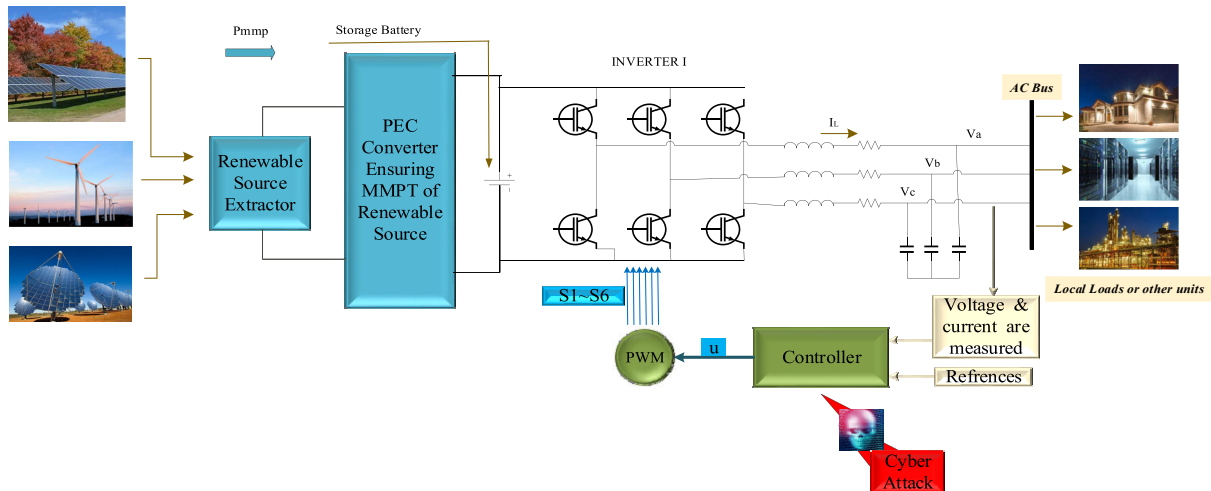 Pmmp
Storage Battery
INVERTER I
Renewable
Source
Extractor
PEC
Converter
Ensuring
MMPT of
Renewable
Source
+
IL
Va
Vb
Vc
AC Bus
Local Loads or other units
S1~S6
PWM
u
Controller
Voltage &
current are
measured
Refrences
Cyber
Attack